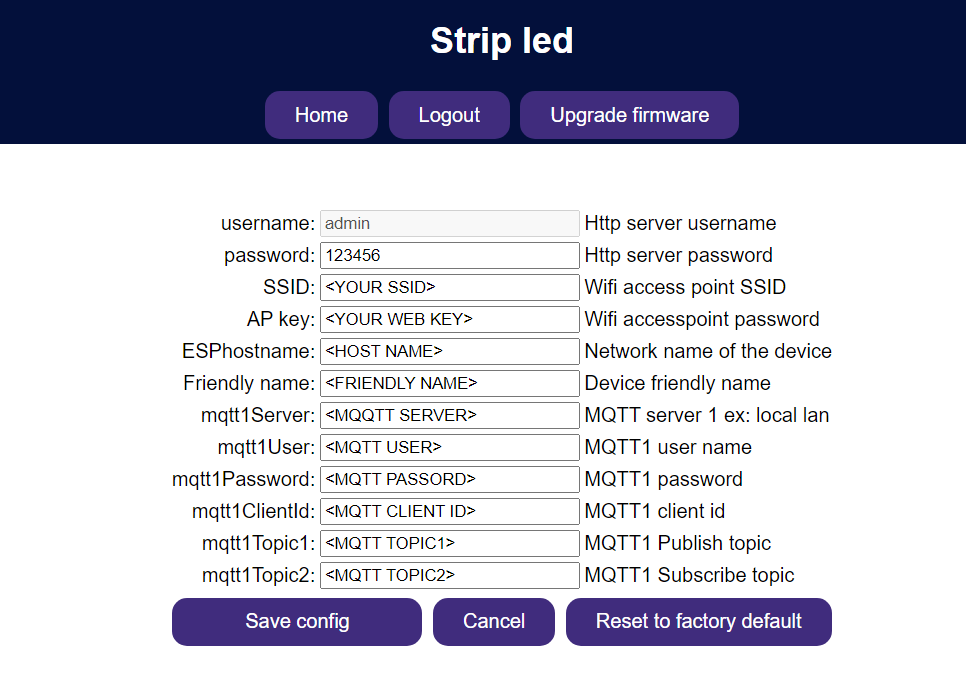 Strip led
Home Logout Upgrade firmware
username: admin Http server username
password: 123456 Http server password
SSID: <YOUR SSID> Wifi access point SSID
AP key: <YOUR WEB KEY> Wifi accesspoint password
ESPhostname: <HOST NAME> Network name of the device
Friendly name: <FRIENDLY NAME> Device friendly name
mqtt1Server: <MQQTT SERVER> MQTT server 1 ex: local lan
mqtt1User: <MQTT USER> MQTT1 user name
mqtt1Password: <MQTT PASSORD> MQTT1 password
mqtt1ClientId: <MQTT CLIENT ID> MQTT1 client id
mqtt1Topic1: <MQTT TOPIC1> MQTT1 Publish topic
mqtt1Topic2: <MQTT TOPIC2> MQTT1 Subscribe topic
Save config Cancel Reset to factory default